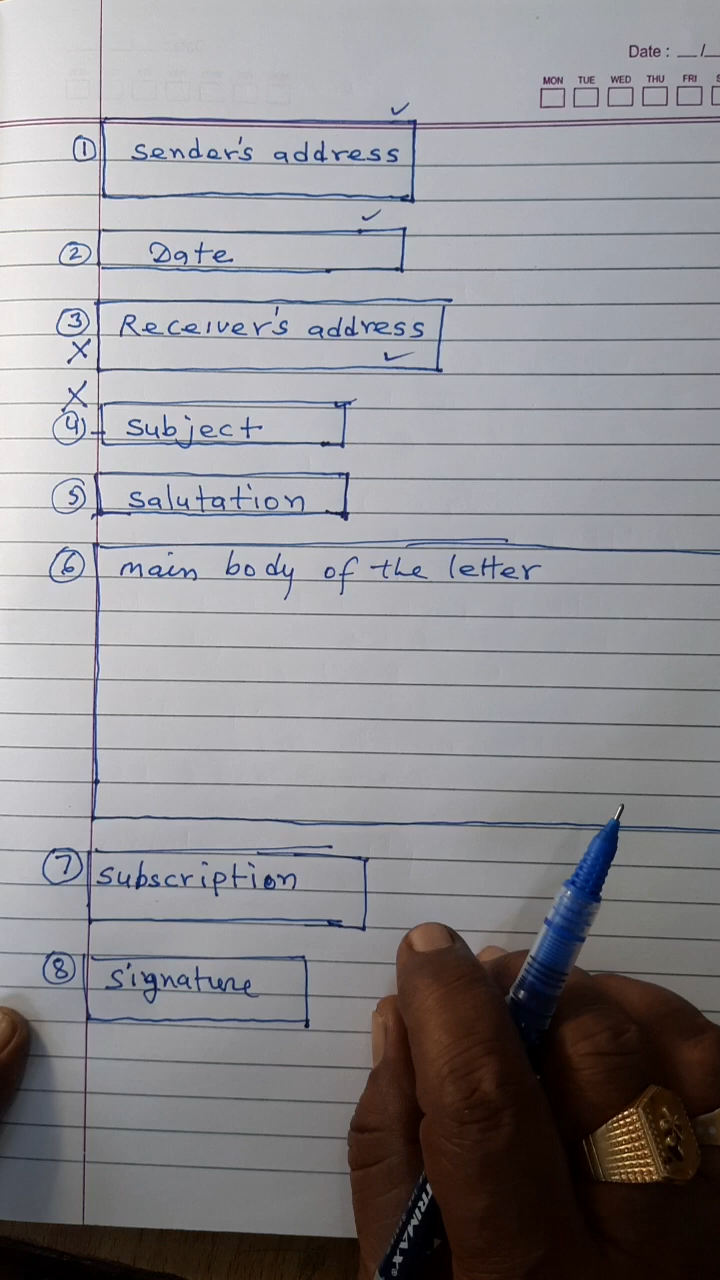 Date : __/_
MON TUE WED THU FRI S
✓
① Sender's address
✓
② Date
③ Receiver's address
X ✓
X
④ Subject
⑤ Salutation
⑥ main body of the letter
⑦ Subscription
⑧ Signature
TRIMAX